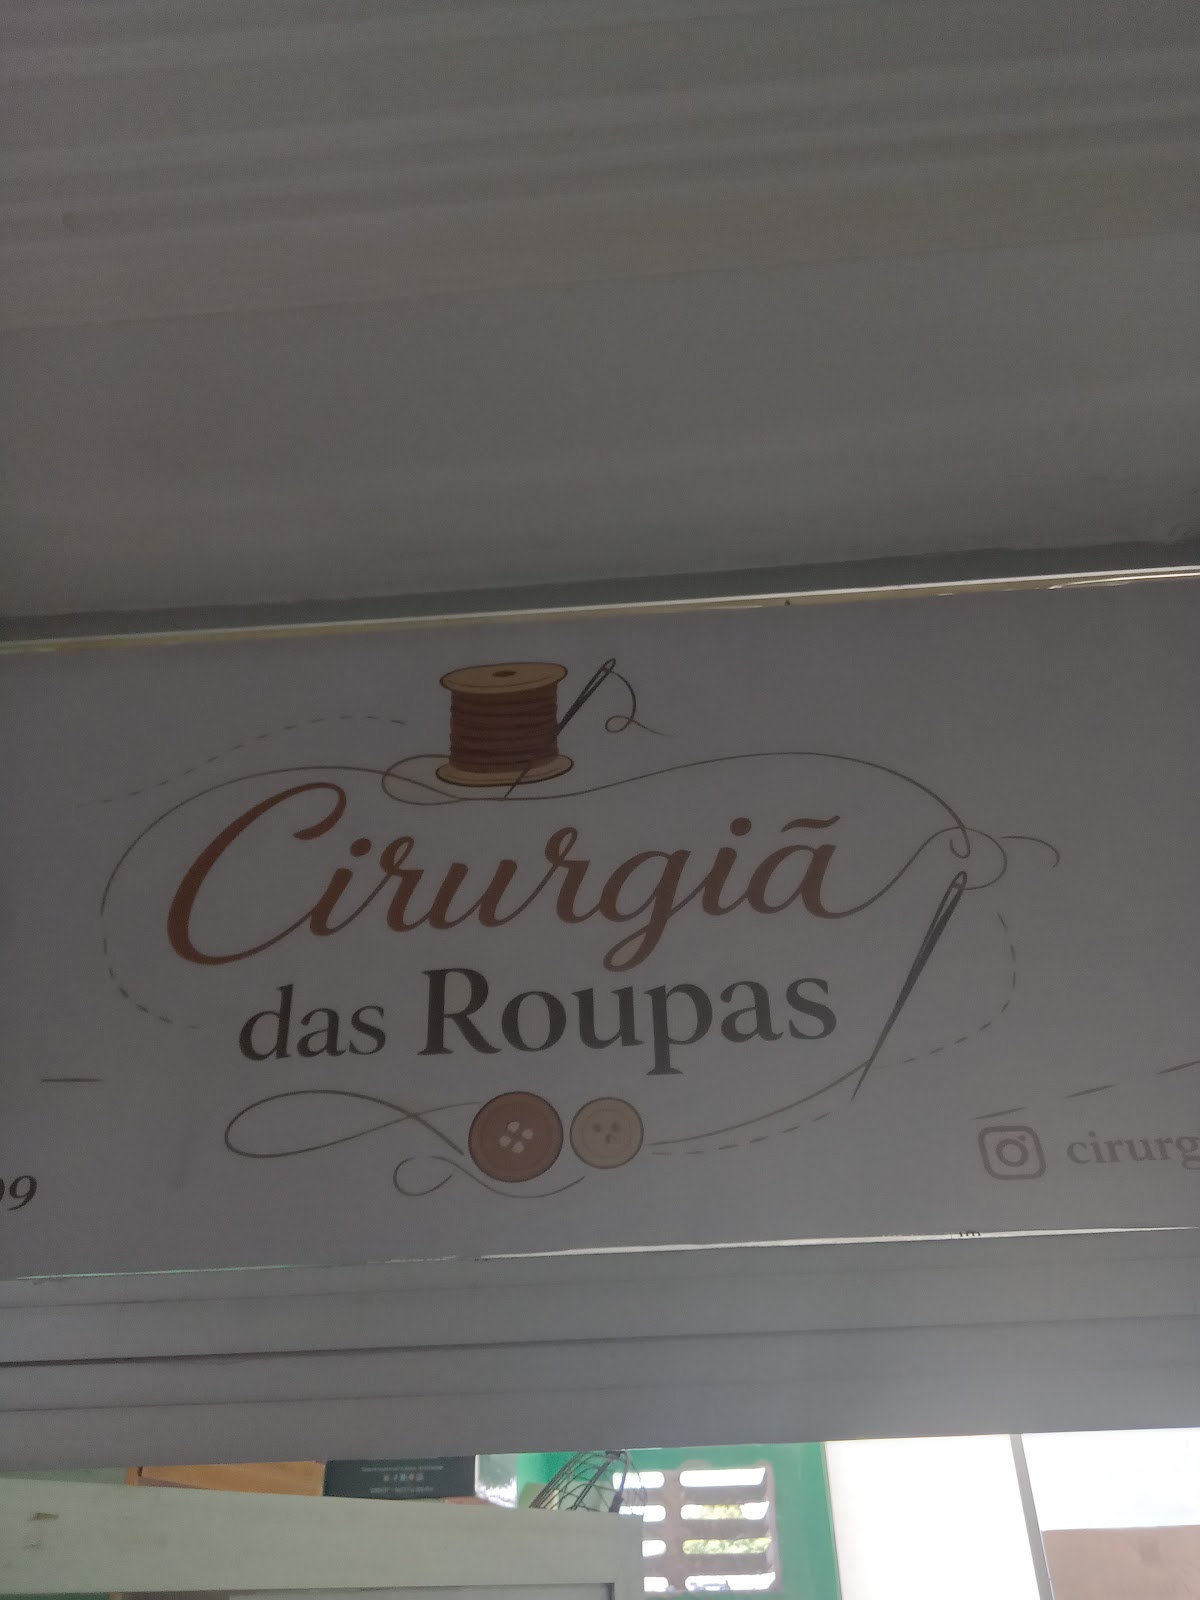 Cirurgiã
das Roupas
99
cirurg